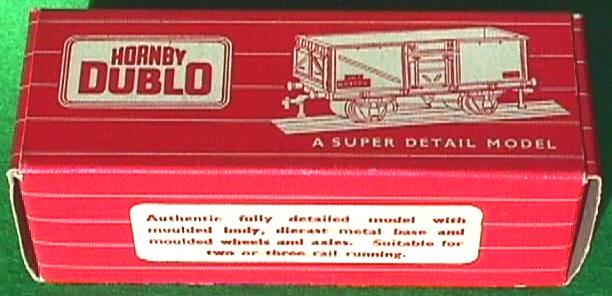 HORNBY
DUBLO
A SUPER DETAIL MODEL
Authentic fully detailed model with
moulded body, diecast metal base and
moulded wheels and axles. Suitable for
two or three rail running.